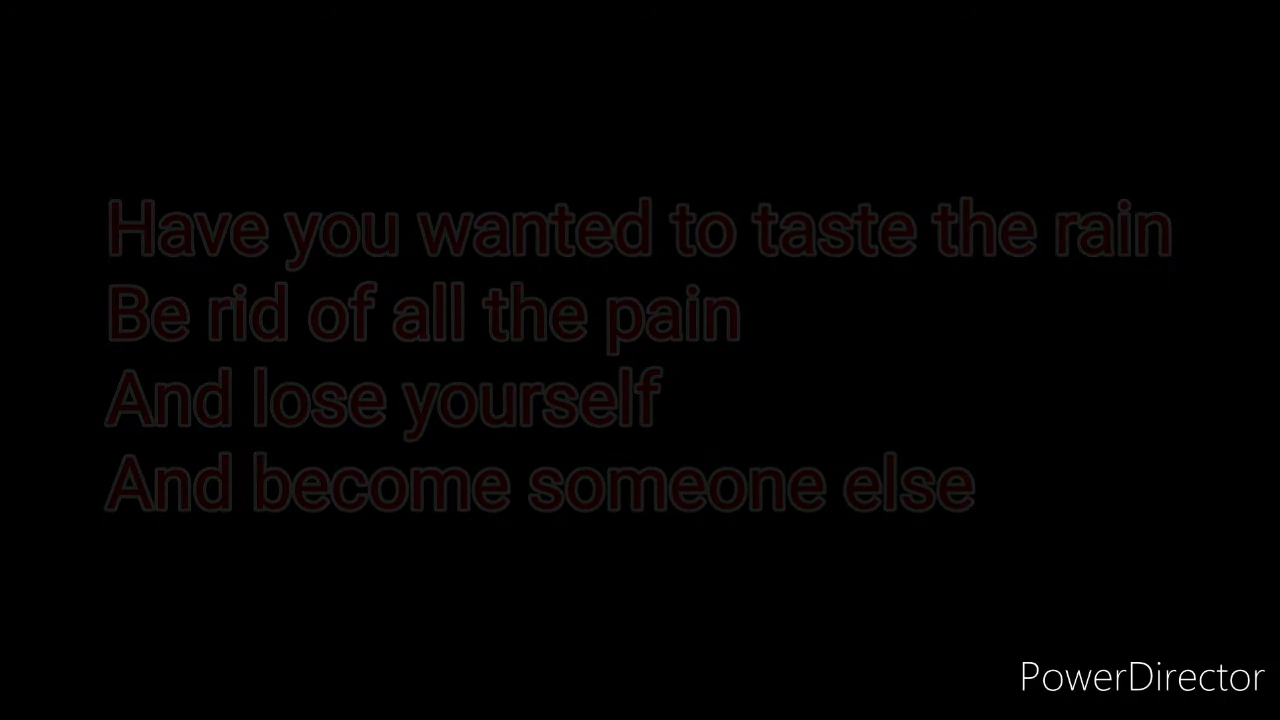 Have you wanted to taste the rain
Be rid of all the pain
And lose yourself
And become someone else
PowerDirector